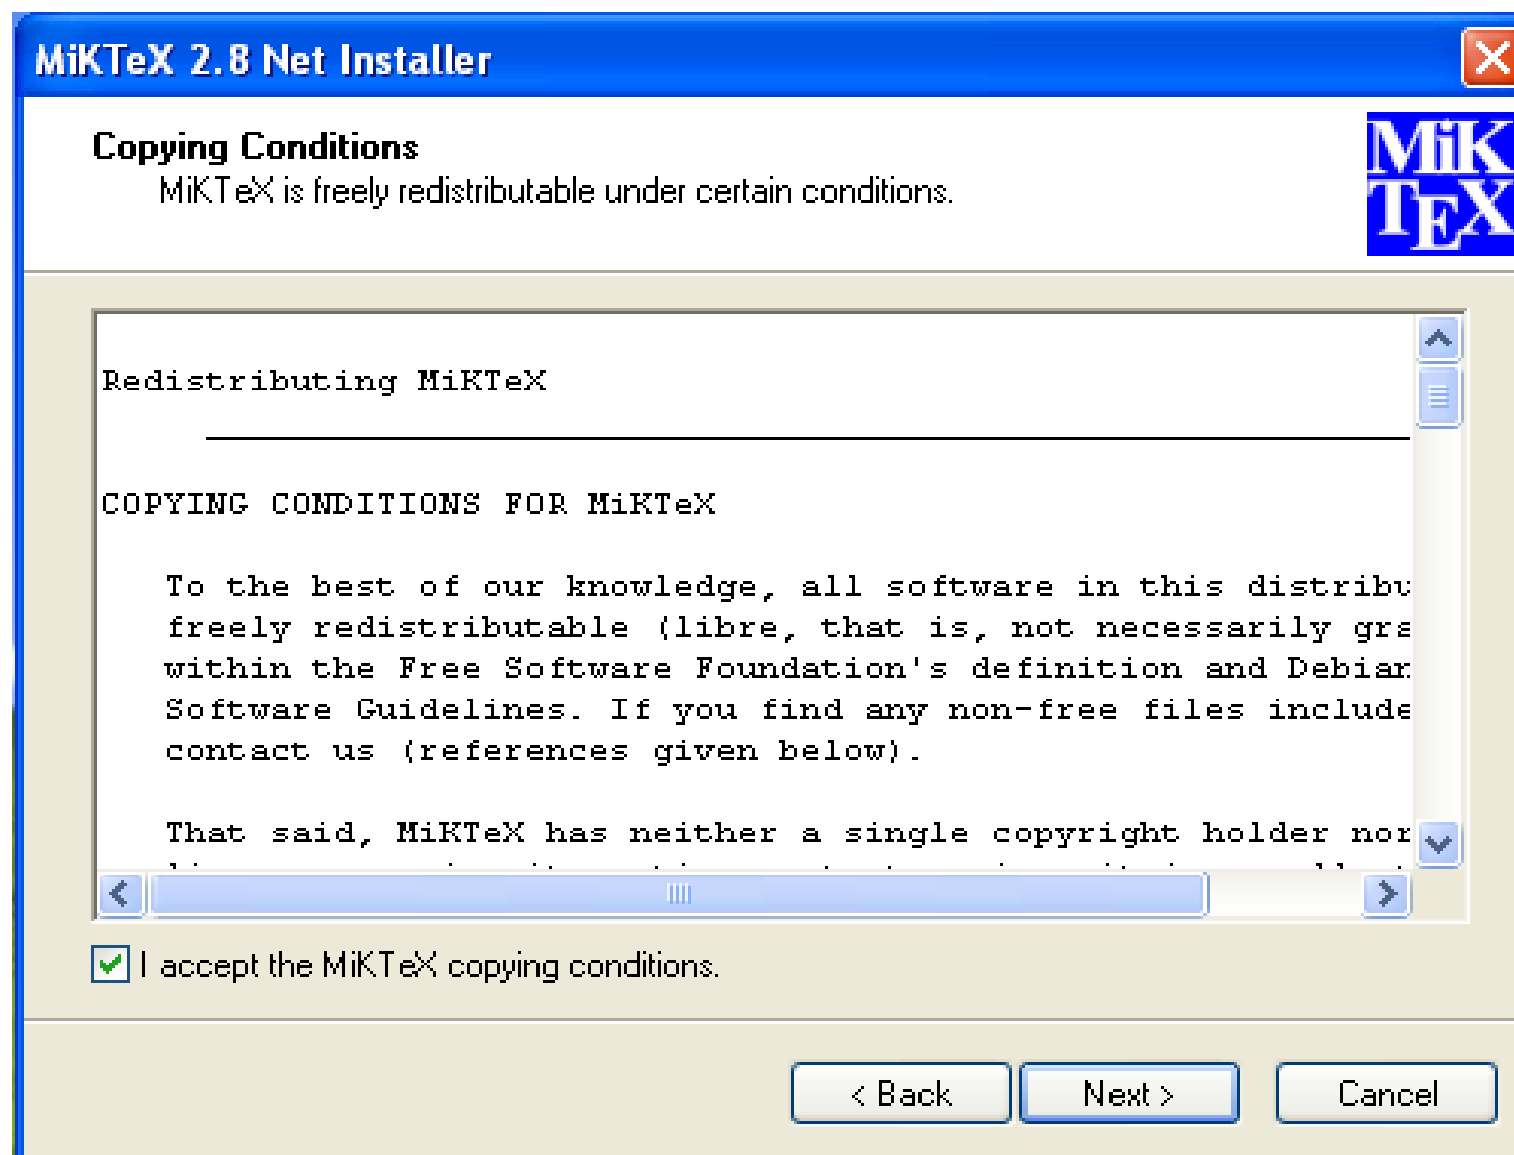 MiKTeX 2.8 Net Installer
Copying Conditions
MiKTeX is freely redistributable under certain conditions.
MiK
TEX
Redistributing MiKTeX
COPYING CONDITIONS FOR MiKTeX
To the best of our knowledge, all software in this distribu
freely redistributable (libre, that is, not necessarily gra
within the Free Software Foundation's definition and Debian
Software Guidelines. If you find any non-free files include
contact us (references given below).
That said, MiKTeX has neither a single copyright holder nor
I accept the MiKTeX copying conditions.
< Back Next > Cancel